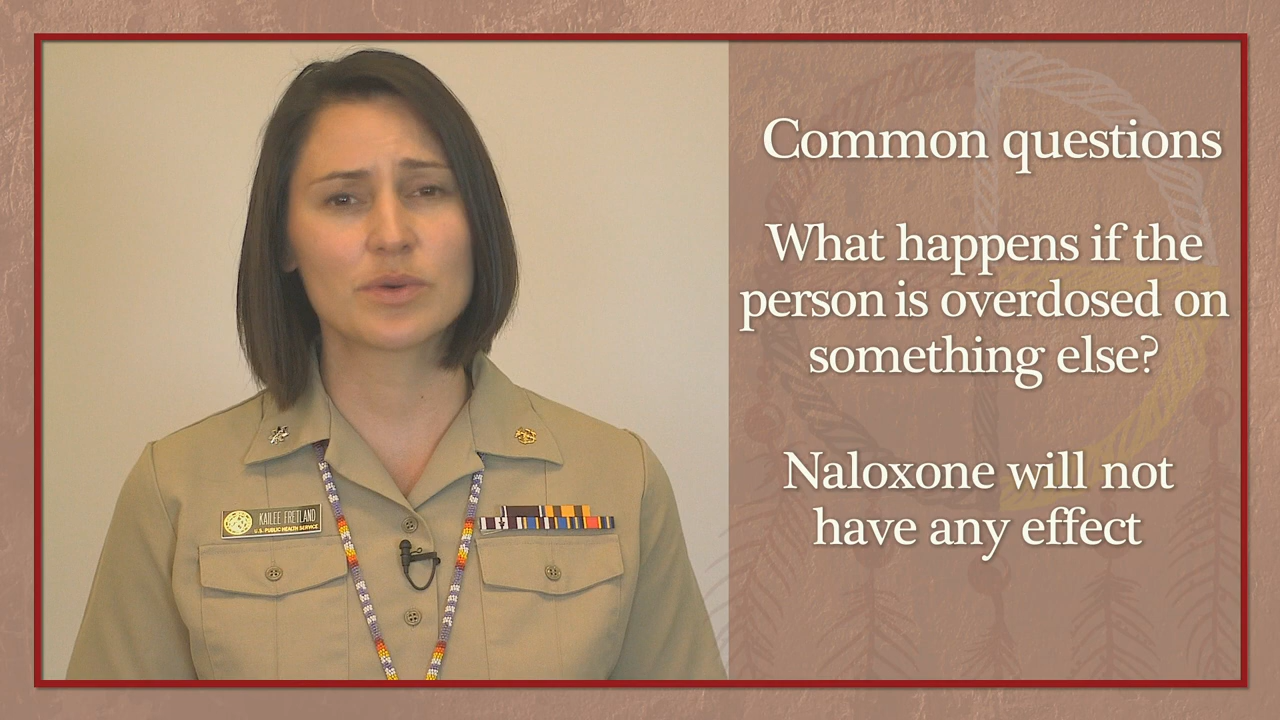 KAILEE FRETLAND
U.S. PUBLIC HEALTH SERVICE
Common questions
What happens if the
person is overdosed on
something else?
Naloxone will not
have any effect